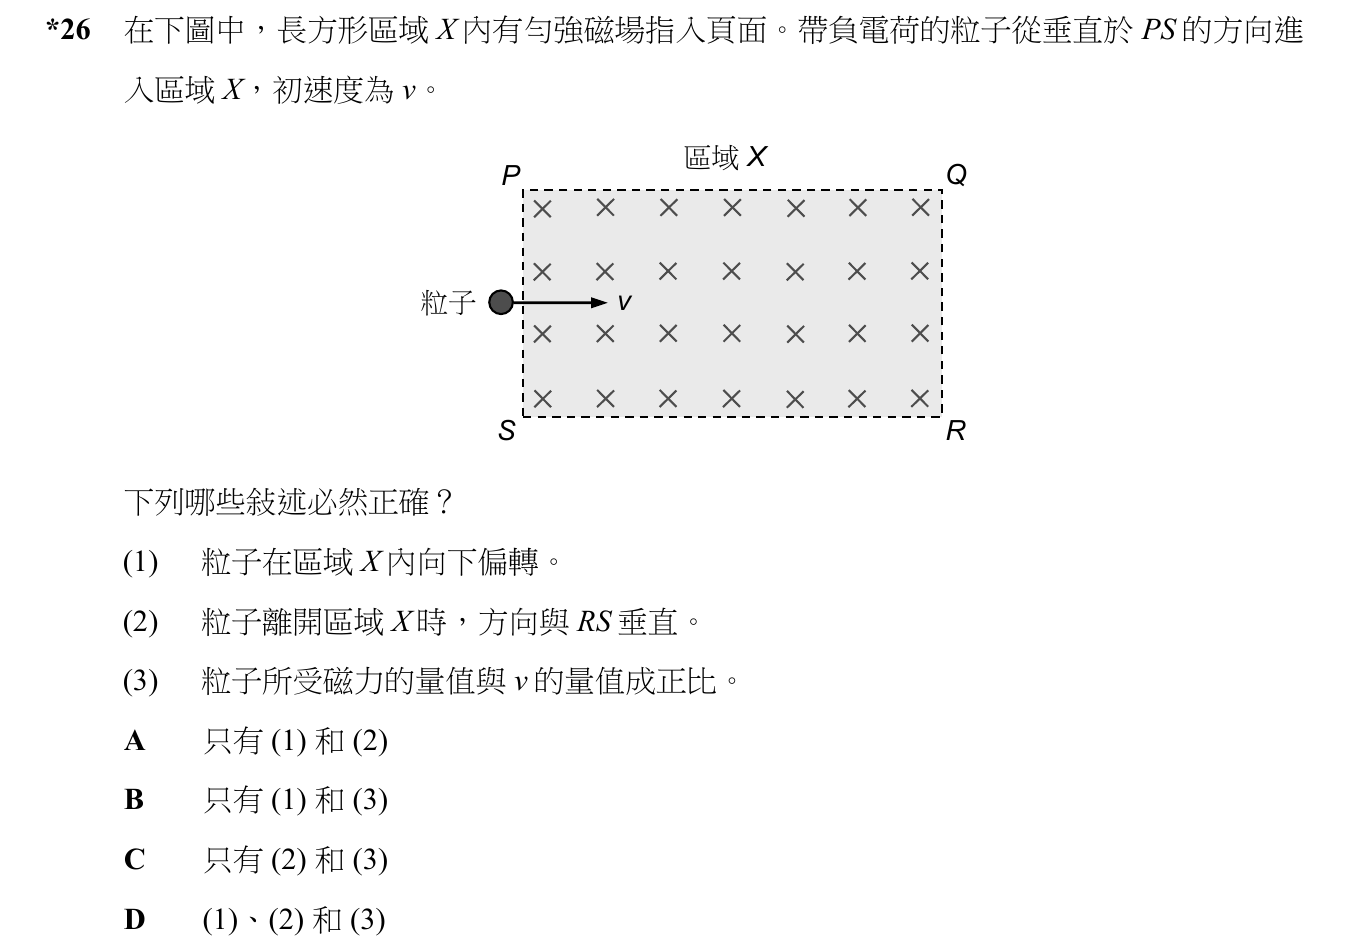 *26 在下圖中，長方形區域 X 內有勻強磁場指入頁面。帶負電荷的粒子從垂直於 PS 的方向進
入區域 X，初速度為 v。
區域 X
P
Q
粒子
v
S
R
下列哪些敍述必然正確？
(1) 粒子在區域 X 內向下偏轉。
(2) 粒子離開區域 X 時，方向與 RS 垂直。
(3) 粒子所受磁力的量值與 v 的量值成正比。
A 只有 (1) 和 (2)
B 只有 (1) 和 (3)
C 只有 (2) 和 (3)
D (1)、(2) 和 (3)